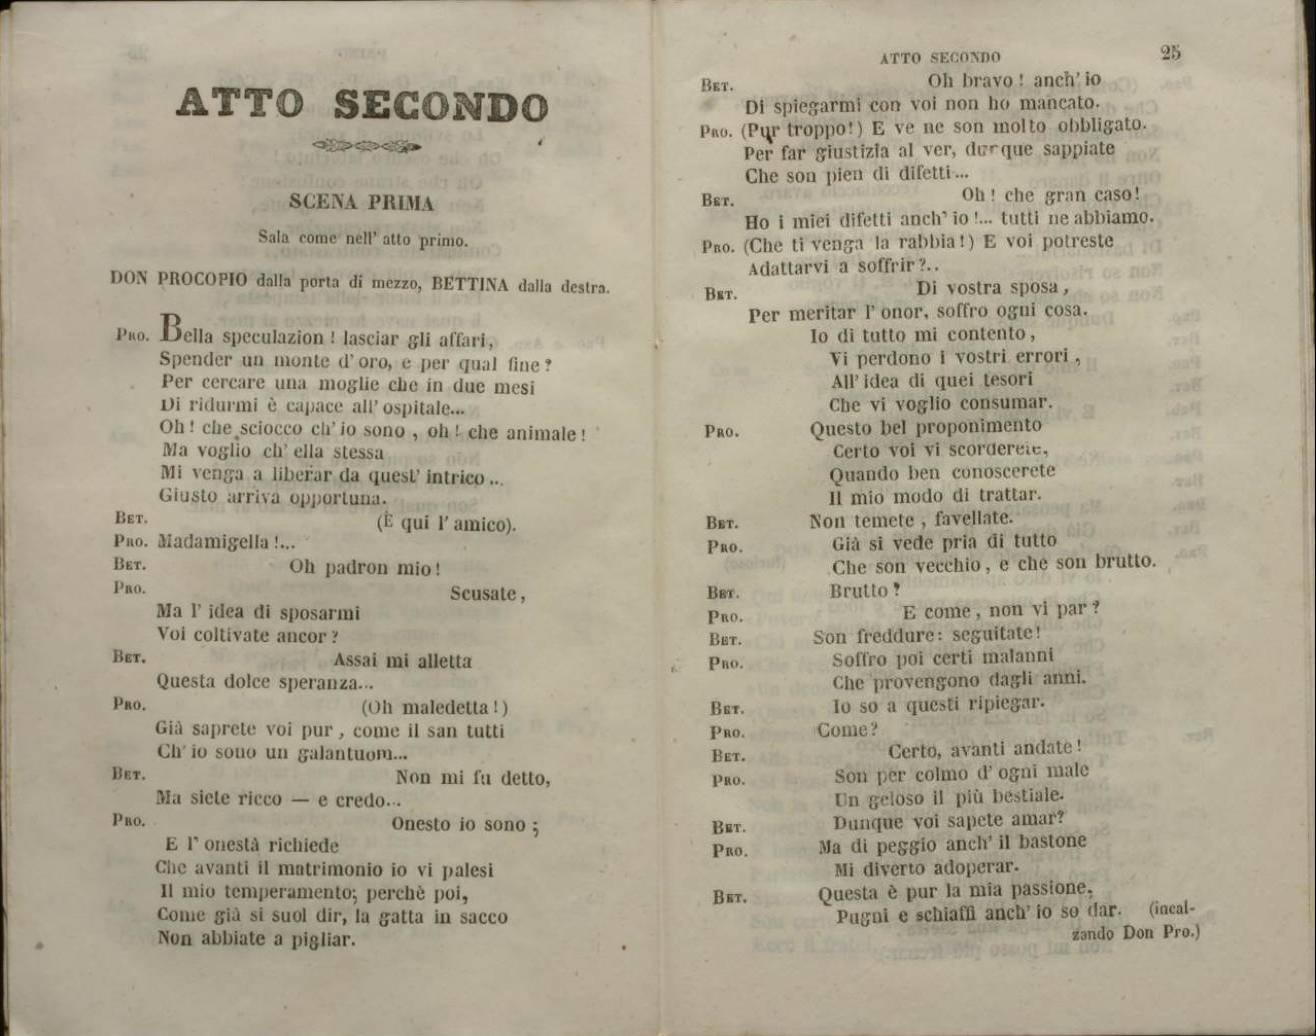 ATTO SECONDO
SCENA PRIMA
Sala come nell' atto primo.
DON PROCOPIO dalla porta di mezzo, BETTINA dalla destra.
PRO. Bella speculazion ! lasciar gli affari,
Spender un monte d' oro, e per qual fine?
Per cercare una moglie che in due mesi
Di ridurmi è capace all' ospitale...
Oh! che sciocco ch' io sono , oh! che animale!
Ma voglio ch' ella stessa
Mi venga a liberar da quest' intrico...
Giusto arriva opportuna.
BET. (È qui l' amico).
PRO. Madamigella!...
BET. Oh padron mio!
PRO. Scusate,
Ma l' idea di sposarmi
Voi coltivate ancor?
BET. Assai mi alletta
Questa dolce speranza...
PRO. (Oh maledetta!)
Già saprete voi pur, come il san tutti
Ch' io sono un galantuom...
BET. Non mi fu detto,
Ma siete ricco — e credo...
PRO. Onesto io sono;
E l' onestà richiede
Che avanti il matrimonio io vi palesi
Il mio temperamento; perchè poi,
Come già si suol dir, la gatta in sacco
Non abbiate a pigliar.
ATTO SECONDO 25
BET. Oh bravo! anch' io
Di spiegarmi con voi non ho mancato.
PRO. (Pur troppo!) E ve ne son molto obbligato.
Per far giustizia al ver, dunque sappiate
Che son pien di difetti...
BET. Oh! che gran caso!
Ho i miei difetti anch' io!... tutti ne abbiamo.
PRO. (Che ti venga la rabbia!) E voi potreste
Adattarvi a soffrir?..
BET. Di vostra sposa,
Per meritar l' onor, soffro ogni cosa.
Io di tutto mi contento,
Vi perdono i vostri errori,
All' idea di quei tesori
Che vi voglio consumar.
PRO. Questo bel proponimento
Certo voi vi scorderete,
Quando ben conoscerete
Il mio modo di trattar.
BET. Non temete, favellate.
PRO. Già si vede pria di tutto
Che son vecchio, e che son brutto.
BET. Brutto?
PRO. E come, non vi par?
BET. Son freddure: seguitate!
PRO. Soffro poi certi malanni
Che provengono dagli anni.
BET. Io so a questi ripiegar.
PRO. Come?
BET. Certo, avanti andate!
PRO. Son per colmo d' ogni male
Un geloso il più bestiale.
BET. Dunque voi sapete amar?
PRO. Ma di peggio anch' il bastone
Mi diverto adoperar.
BET. Questa è pur la mia passione,
Pugni e schiaffi anch' io so dar. (incal-
zando Don Pro.)